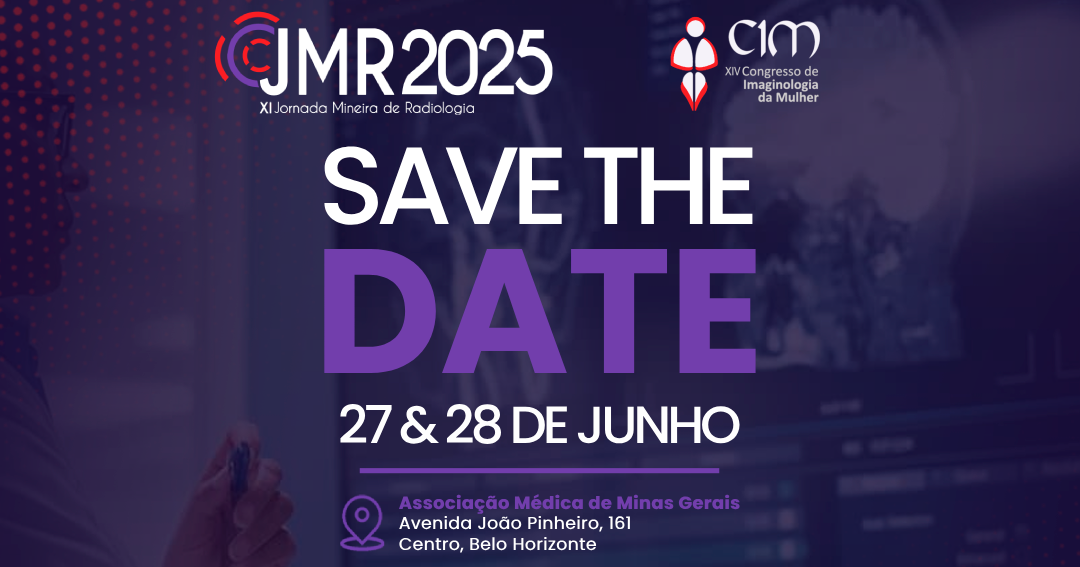 JMR2025
XI Jornada Mineira de Radiologia
CIM
XIV Congresso de
Imaginologia
da Mulher
SAVE THE
DATE
27 & 28 DE JUNHO
Associação Médica de Minas Gerais
Avenida João Pinheiro, 161
Centro, Belo Horizonte